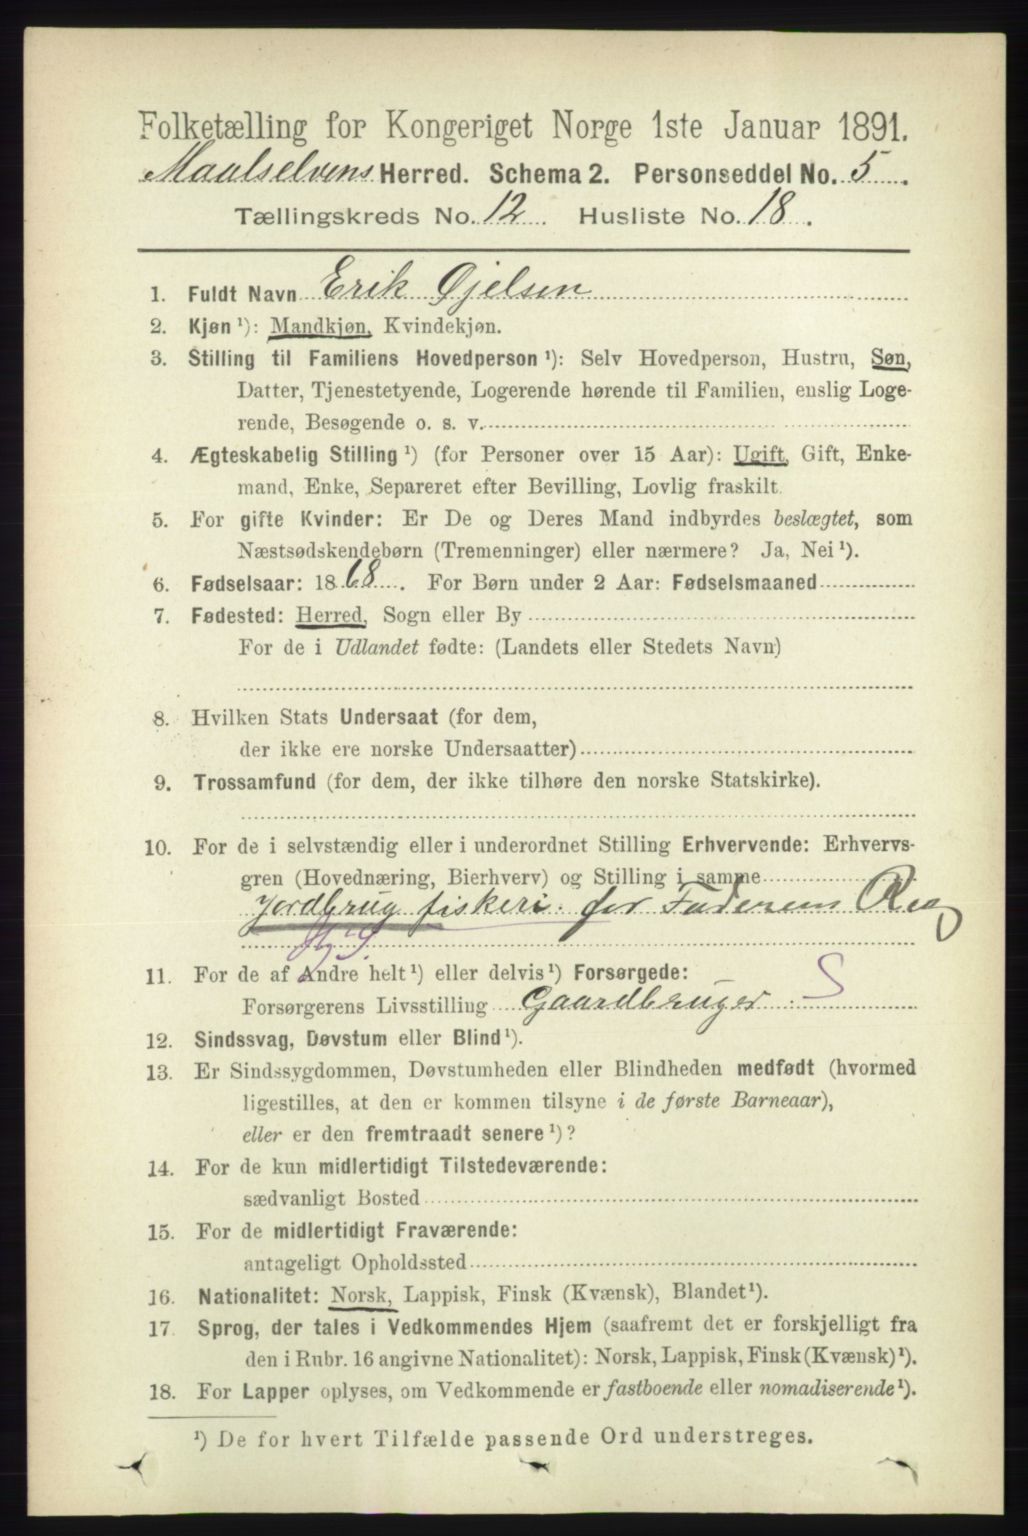 Folketælling for Kongeriget Norge 1ste Januar 1891.
Maalselvens Herred. Schema 2. Personseddel No. 5.
Tællingskreds No. 12. Husliste No. 18.
1. Fuldt Navn Erik Øjelsen
2. Kjøn ¹): Mandkjøn, Kvindekjøn.
3. Stilling til Familiens Hovedperson ¹): Selv Hovedperson, Hustru, Søn,
Datter, Tjenestetyende, Logerende hørende til Familien, enslig Loge-
rende, Besøgende o. s. v.
4. Ægteskabelig Stilling ¹) (for Personer over 15 Aar): Ugift, Gift, Enke-
mand, Enke, Separeret efter Bevilling, Lovlig fraskilt.
5. For gifte Kvinder: Er De og Deres Mand indbyrdes beslægtet, som
Næstsødskendebørn (Tremenninger) eller nærmere? Ja, Nei ¹).
6. Fødselsaar: 1868. For Børn under 2 Aar: Fødselsmaaned
7. Fødested: Herred, Sogn eller By
For de i Udlandet fødte: (Landets eller Stedets Navn)
8. Hvilken Stats Undersaat (for dem,
der ikke ere norske Undersaatter)
9. Trossamfund (for dem, der ikke tilhøre den norske Statskirke).
10. For de i selvstændig eller i underordnet Stilling Erhvervende: Erhvervs-
gren (Hovednæring, Bierhverv) og Stilling i samme
Jordbrug fiskeri. for Faderens Reg
11. For de af Andre helt ¹) eller delvis ¹) Forsørgede: S
Forsørgerens Livsstilling Gaardbruger.
12. Sindssvag, Døvstum eller Blind ¹).
13. Er Sindssygdommen, Døvstumheden eller Blindheden medfødt (hvormed
ligestilles, at den er kommen tilsyne i de første Barneaar),
eller er den fremtraadt senere ¹)?
14. For de kun midlertidigt Tilstedeværende:
sædvanligt Bosted
15. For de midlertidigt Fraværende:
antageligt Opholdssted
16. Nationalitet: Norsk, Lappisk, Finsk (Kvænsk), Blandet ¹).
17. Sprog, der tales i Vedkommendes Hjem (saafremt det er forskjelligt fra
den i Rubr. 16 angivne Nationalitet): Norsk, Lappisk, Finsk (Kvænsk) ¹).
18. For Lapper oplyses, om Vedkommende er fastboende eller nomadiserende ¹).
¹) De for hvert Tilfælde passende Ord understreges.